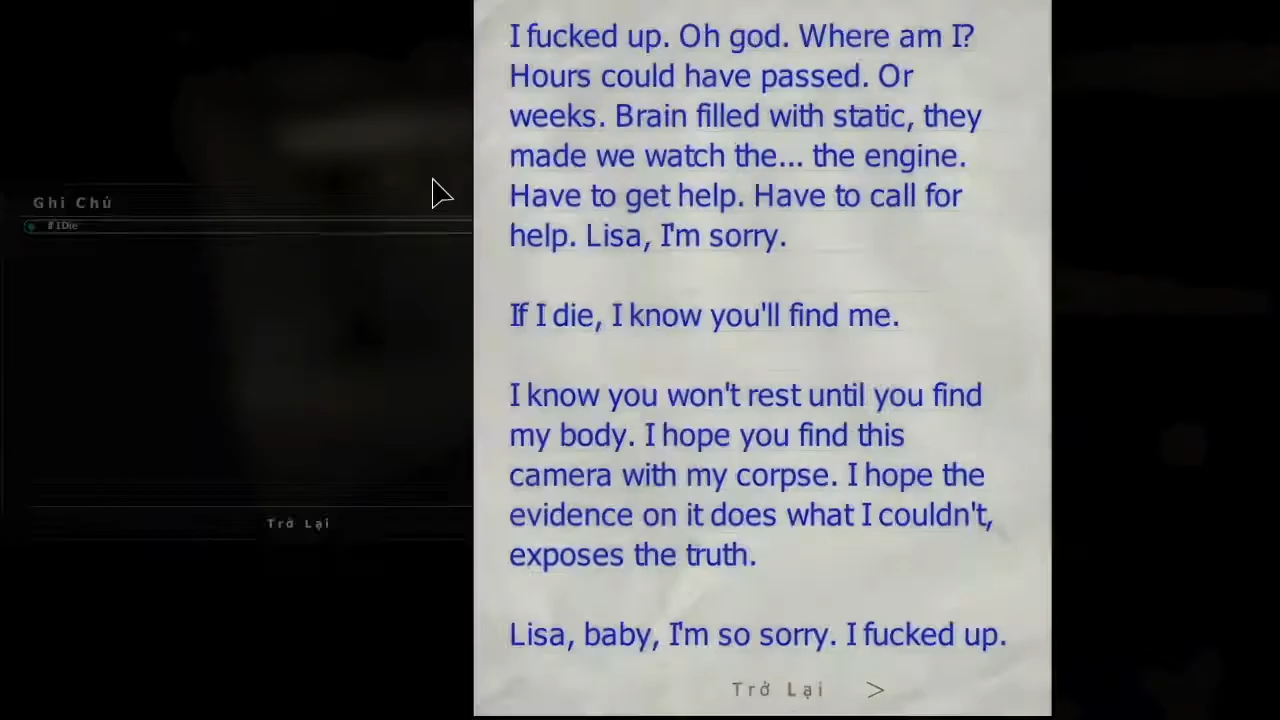 Ghi Chú
If I Die
Trở Lại
I fucked up. Oh god. Where am I?
Hours could have passed. Or
weeks. Brain filled with static, they
made we watch the... the engine.
Have to get help. Have to call for
help. Lisa, I'm sorry.
If I die, I know you'll find me.
I know you won't rest until you find
my body. I hope you find this
camera with my corpse. I hope the
evidence on it does what I couldn't,
exposes the truth.
Lisa, baby, I'm so sorry. I fucked up.
Trở Lại >